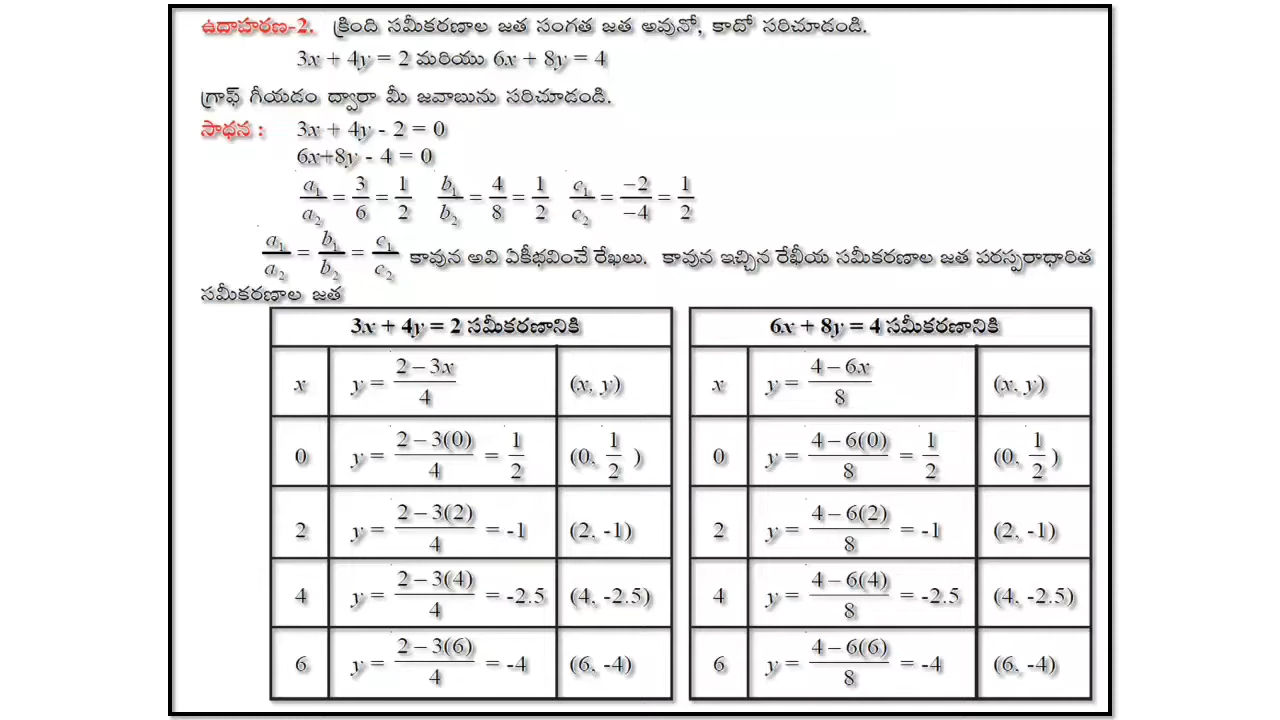 ఉదాహరణ-2. క్రింది సమీకరణాల జత సంగత జత అవునో, కాదో సరిచూడండి.
3x + 4y = 2 మరియు 6x + 8y = 4
గ్రాఫ్ గీయడం ద్వారా మీ జవాబును సరిచూడండి.
సాధన : 3x + 4y - 2 = 0
6x+8y - 4 = 0
a₁/a₂ = 3/6 = 1/2 b₁/b₂ = 4/8 = 1/2 c₁/c₂ = −2/−4 = 1/2
a₁/a₂ = b₁/b₂ = c₁/c₂ కావున అవి ఏకీభవించే రేఖలు. కావున ఇచ్చిన రేఖీయ సమీకరణాల జత పరస్పరాధారిత
సమీకరణాల జత
3x + 4y = 2 సమీకరణానికి
x y = (2 − 3x)/4 (x, y)
0 y = (2 − 3(0))/4 = 1/2 (0, 1/2 )
2 y = (2 − 3(2))/4 = -1 (2, -1)
4 y = (2 − 3(4))/4 = -2.5 (4, -2.5)
6 y = (2 − 3(6))/4 = -4 (6, -4)
6x + 8y = 4 సమీకరణానికి
x y = (4 − 6x)/8 (x, y)
0 y = (4 − 6(0))/8 = 1/2 (0, 1/2 )
2 y = (4 − 6(2))/8 = -1 (2, -1)
4 y = (4 − 6(4))/8 = -2.5 (4, -2.5)
6 y = (4 − 6(6))/8 = -4 (6, -4)